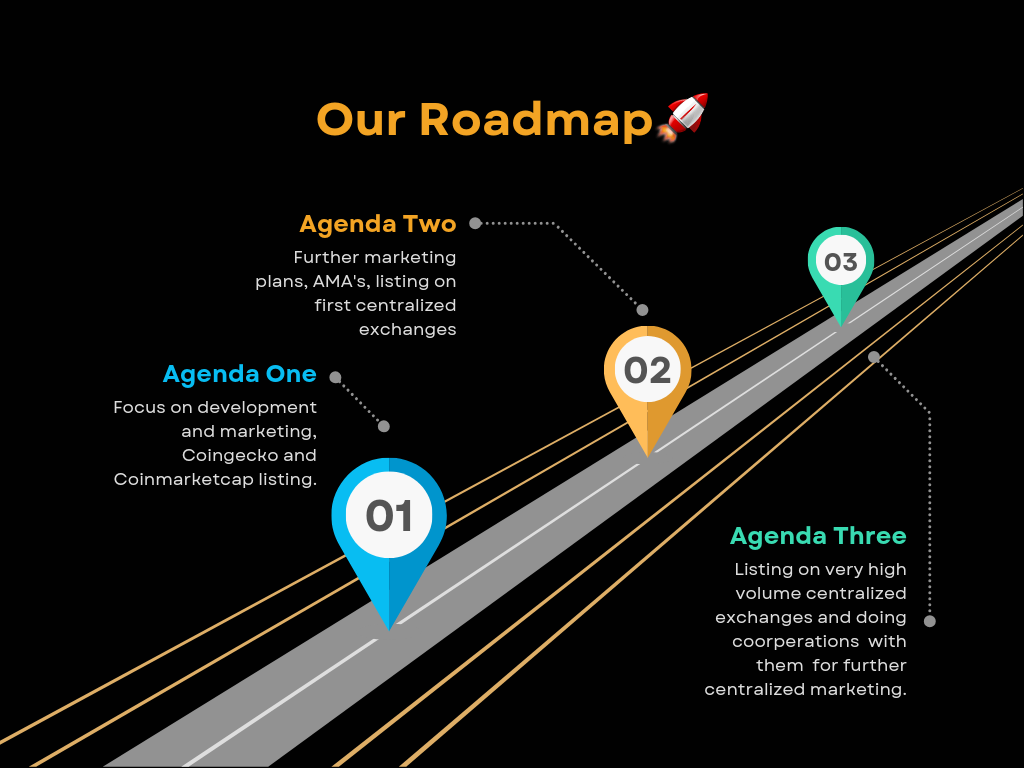 Our Roadmap🚀
Agenda Two
Further marketing
plans, AMA's, listing on
first centralized
exchanges
Agenda One
Focus on development
and marketing,
Coingecko and
Coinmarketcap listing.
01
02
03
Agenda Three
Listing on very high
volume centralized
exchanges and doing
coorperations  with
them  for further
centralized marketing.